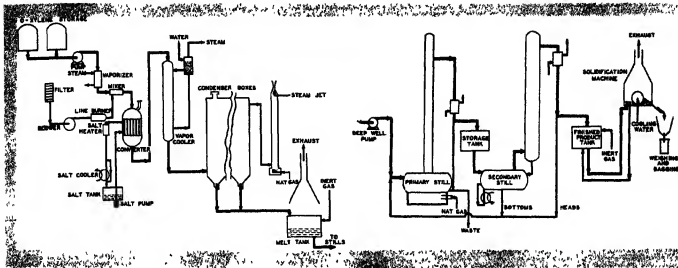 O-XYLENE STORAGE
STEAM
VAPORIZER
MIXER
FILTER
LINE BURNER
BLOWER
SALT
HEATER
CONVERTER
SALT COOLER
SALT TANK
SALT PUMP
WATER
STEAM
VAPOR
COOLER
CONDENSER BOXES
STEAM JET
NAT GAS
EXHAUST
INERT
GAS
MELT TANK
TO
STILLS
DEEP WELL
PUMP
PRIMARY STILL
NAT GAS
WASTE
STORAGE
TANK
SECONDARY
STILL
BOTTOMS
HEADS
EXHAUST
SOLIDIFICATION
MACHINE
COOLING
WATER
FINISHED
PRODUCT
TANK
INERT
GAS
WEIGHING
AND
BAGGING